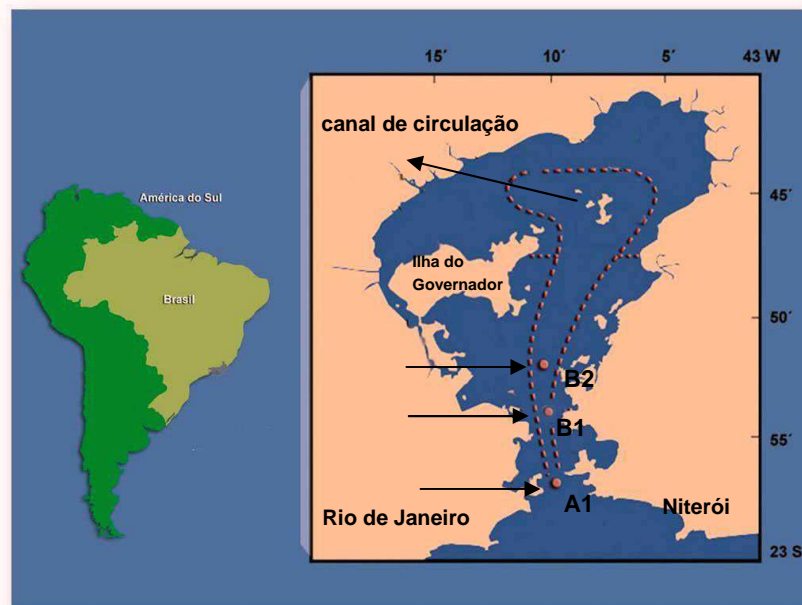 15´ 10´ 5´ 43 W
canal de circulação
45´
América do Sul
Ilha do
Governador
Brasil
50´
B2
B1
55´
A1
Rio de Janeiro
Niterói
23 S